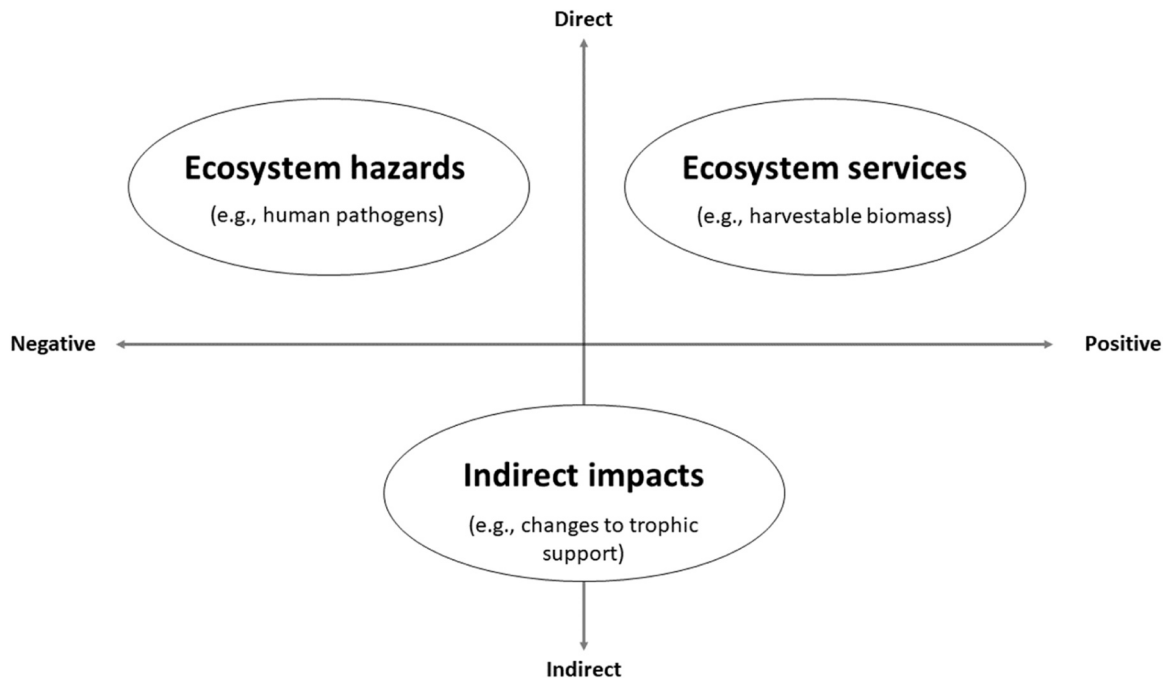 Direct
Ecosystem hazards
(e.g., human pathogens)
Ecosystem services
(e.g., harvestable biomass)
Negative
Positive
Indirect impacts
(e.g., changes to trophic
support)
Indirect